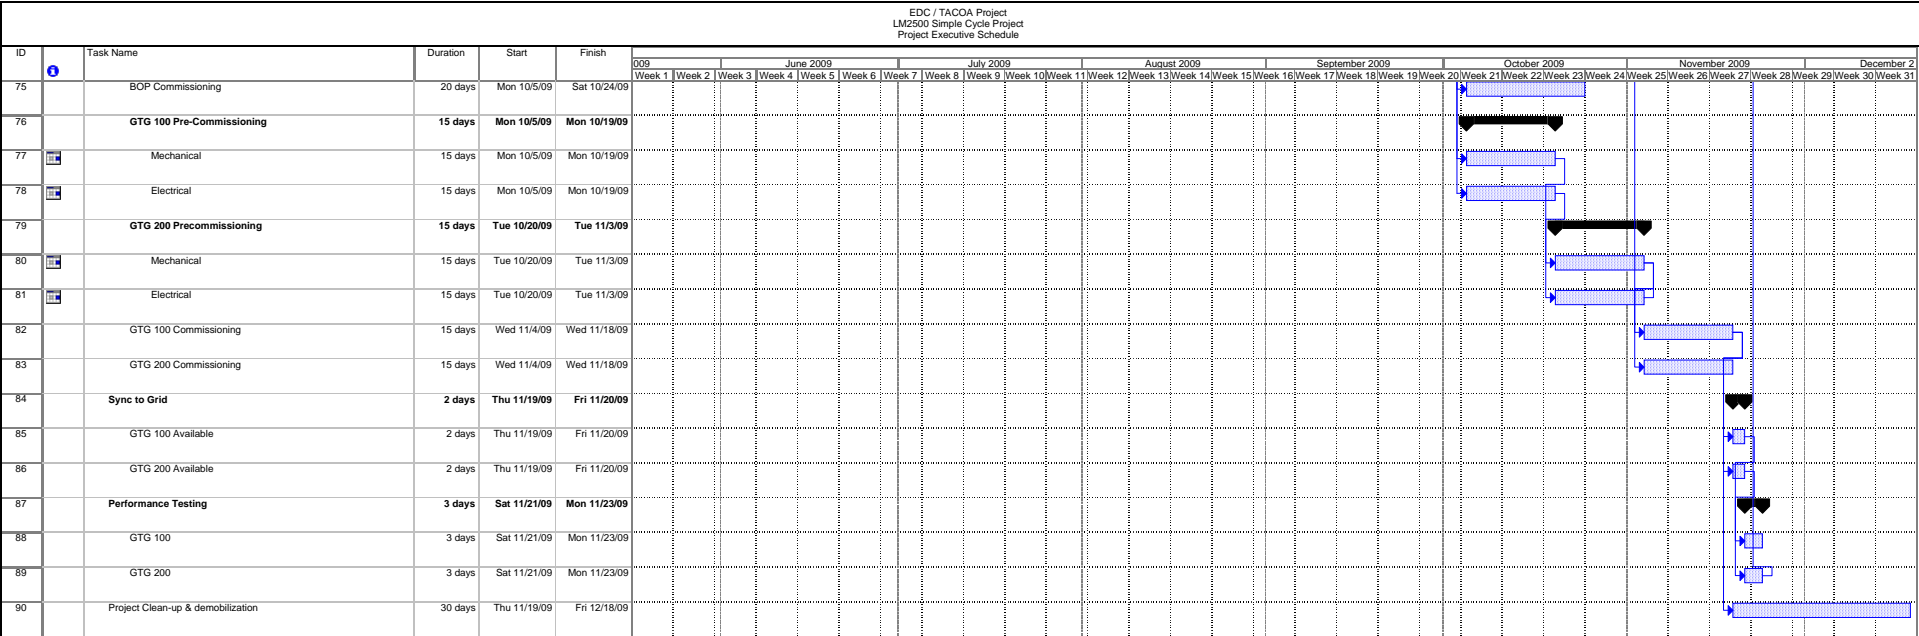 EDC / TACOA Project
LM2500 Simple Cycle Project
Project Executive Schedule
ID Task Name Duration Start Finish
009 June 2009 July 2009 August 2009 September 2009 October 2009 November 2009 December 2
Week 1 Week 2 Week 3 Week 4 Week 5 Week 6 Week 7 Week 8 Week 9 Week 10 Week 11 Week 12 Week 13 Week 14 Week 15 Week 16 Week 17 Week 18 Week 19 Week 20 Week 21 Week 22 Week 23 Week 24 Week 25 Week 26 Week 27 Week 28 Week 29 Week 30 Week 31
75 BOP Commissioning 20 days Mon 10/5/09 Sat 10/24/09
76 GTG 100 Pre-Commissioning 15 days Mon 10/5/09 Mon 10/19/09
77 Mechanical 15 days Mon 10/5/09 Mon 10/19/09
78 Electrical 15 days Mon 10/5/09 Mon 10/19/09
79 GTG 200 Precommissioning 15 days Tue 10/20/09 Tue 11/3/09
80 Mechanical 15 days Tue 10/20/09 Tue 11/3/09
81 Electrical 15 days Tue 10/20/09 Tue 11/3/09
82 GTG 100 Commissioning 15 days Wed 11/4/09 Wed 11/18/09
83 GTG 200 Commissioning 15 days Wed 11/4/09 Wed 11/18/09
84 Sync to Grid 2 days Thu 11/19/09 Fri 11/20/09
85 GTG 100 Available 2 days Thu 11/19/09 Fri 11/20/09
86 GTG 200 Available 2 days Thu 11/19/09 Fri 11/20/09
87 Performance Testing 3 days Sat 11/21/09 Mon 11/23/09
88 GTG 100 3 days Sat 11/21/09 Mon 11/23/09
89 GTG 200 3 days Sat 11/21/09 Mon 11/23/09
90 Project Clean-up & demobilization 30 days Thu 11/19/09 Fri 12/18/09